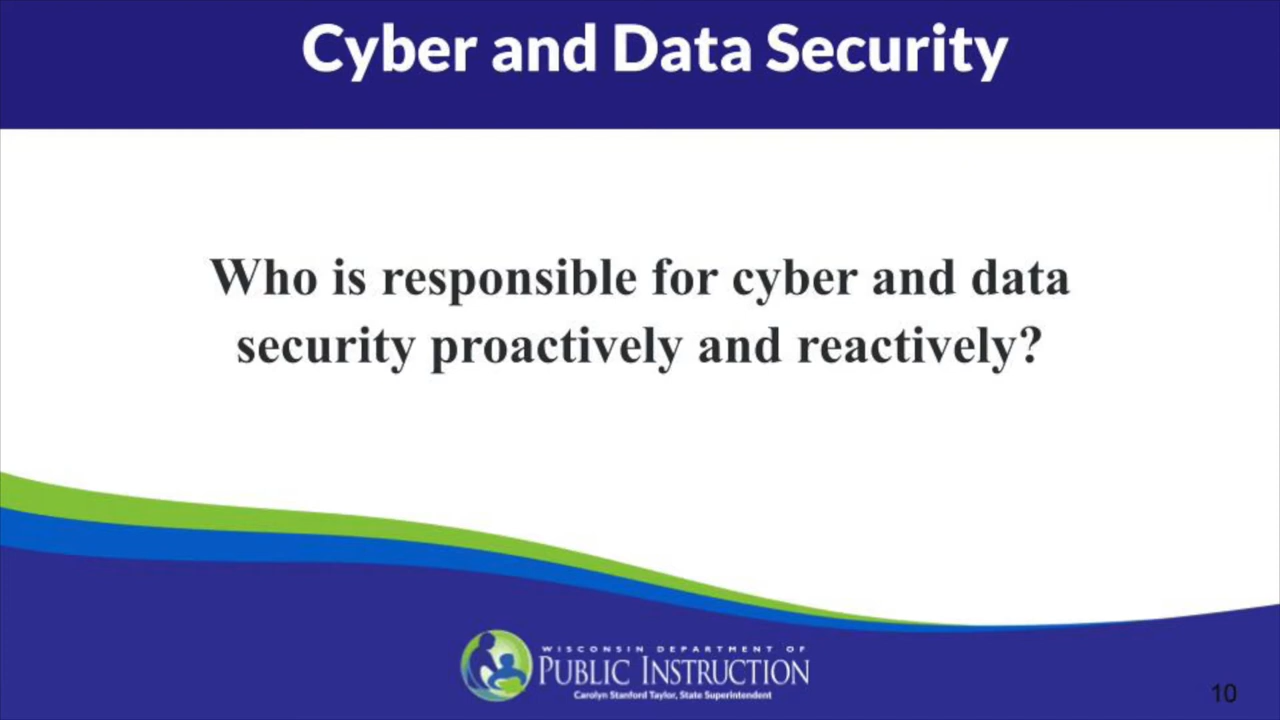 Cyber and Data Security
Who is responsible for cyber and data
security proactively and reactively?
WISCONSIN DEPARTMENT OF
PUBLIC INSTRUCTION
Carolyn Stanford Taylor, State Superintendent
10